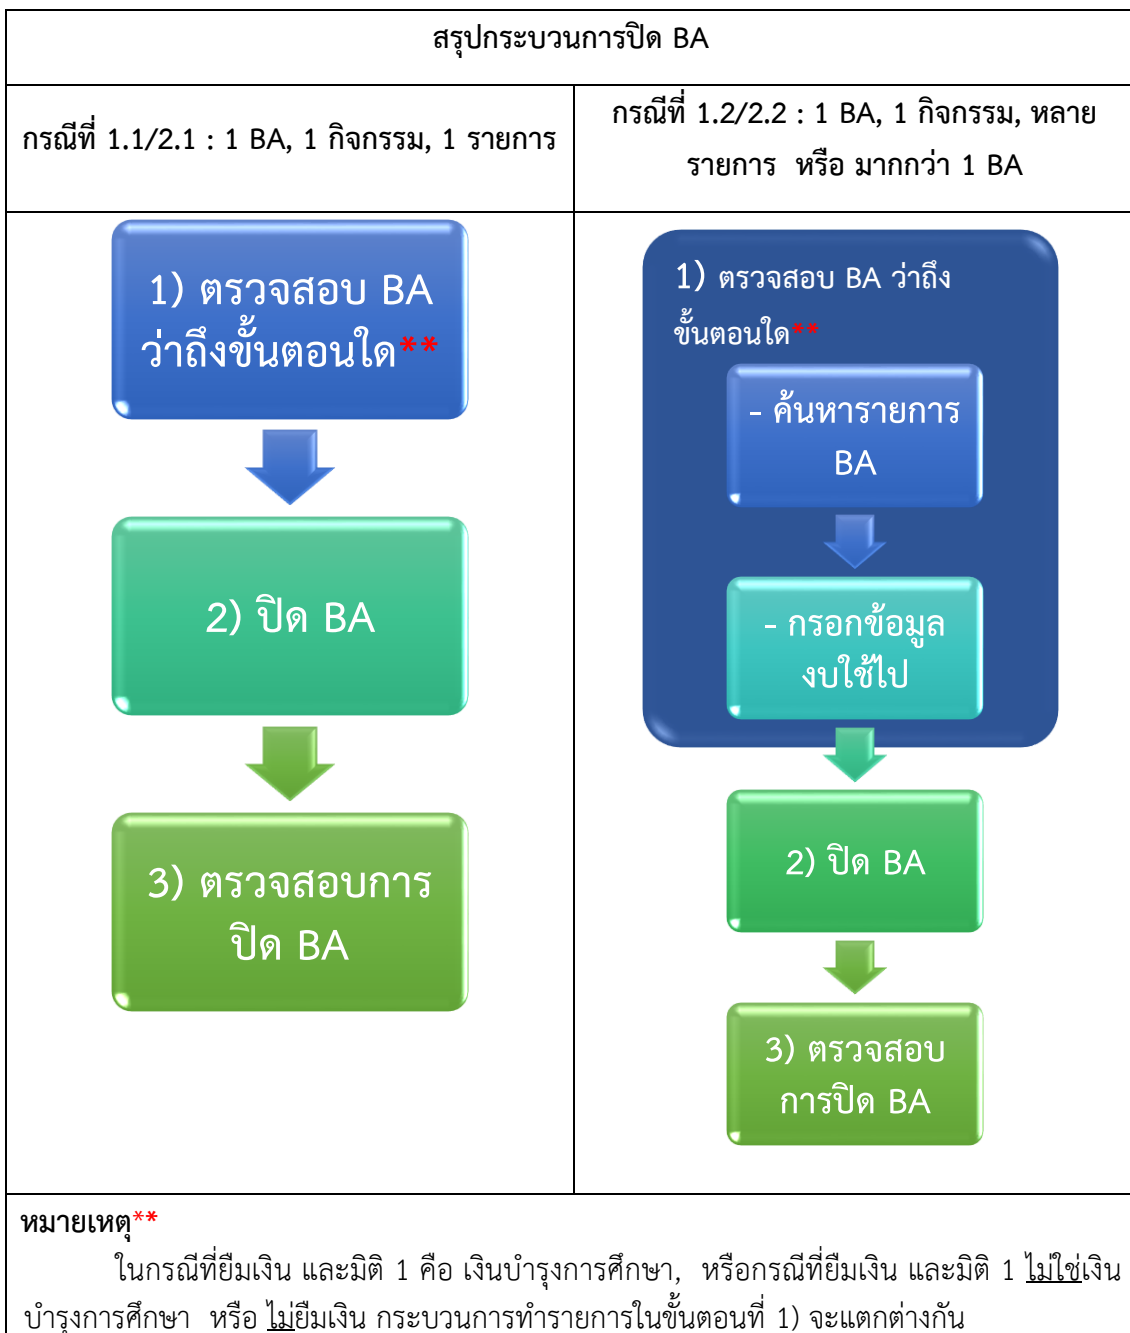 สรุปกระบวนการปิด BA
กรณีที่ 1.1/2.1 : 1 BA, 1 กิจกรรม, 1 รายการ
กรณีที่ 1.2/2.2 : 1 BA, 1 กิจกรรม, หลาย
รายการ หรือ มากกว่า 1 BA
1) ตรวจสอบ BA
ว่าถึงขั้นตอนใด**
2) ปิด BA
3) ตรวจสอบการ
ปิด BA
1) ตรวจสอบ BA ว่าถึง
ขั้นตอนใด**
- ค้นหารายการ
BA
- กรอกข้อมูล
งบใช้ไป
2) ปิด BA
3) ตรวจสอบ
การปิด BA
หมายเหตุ**
ในกรณีที่ยืมเงิน และมิติ 1 คือ เงินบำรุงการศึกษา, หรือกรณีที่ยืมเงิน และมิติ 1 ไม่ใช่เงิน
บำรุงการศึกษา หรือ ไม่ยืมเงิน กระบวนการทำรายการในขั้นตอนที่ 1) จะแตกต่างกัน